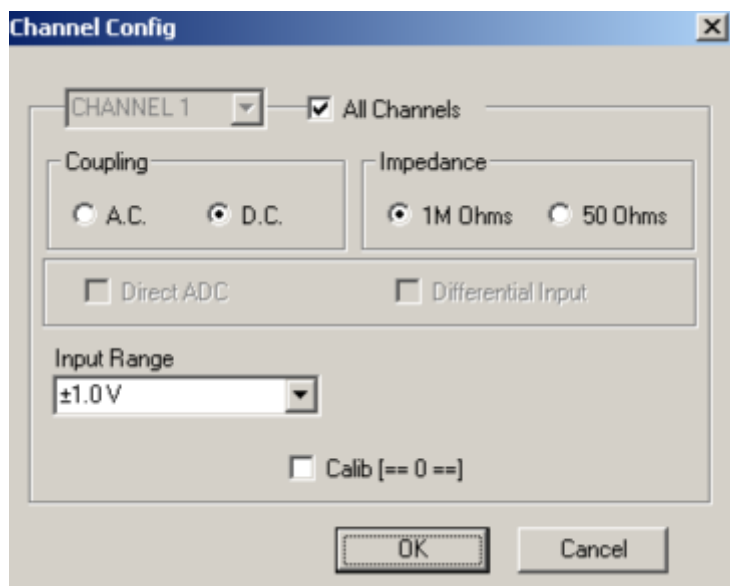 Channel Config
CHANNEL 1
All Channels
Coupling
Impedance
A.C.
D.C.
1M Ohms
50 Ohms
Direct ADC
Differential Input
Input Range
±1.0 V
Calib [== 0 ==]
OK
Cancel